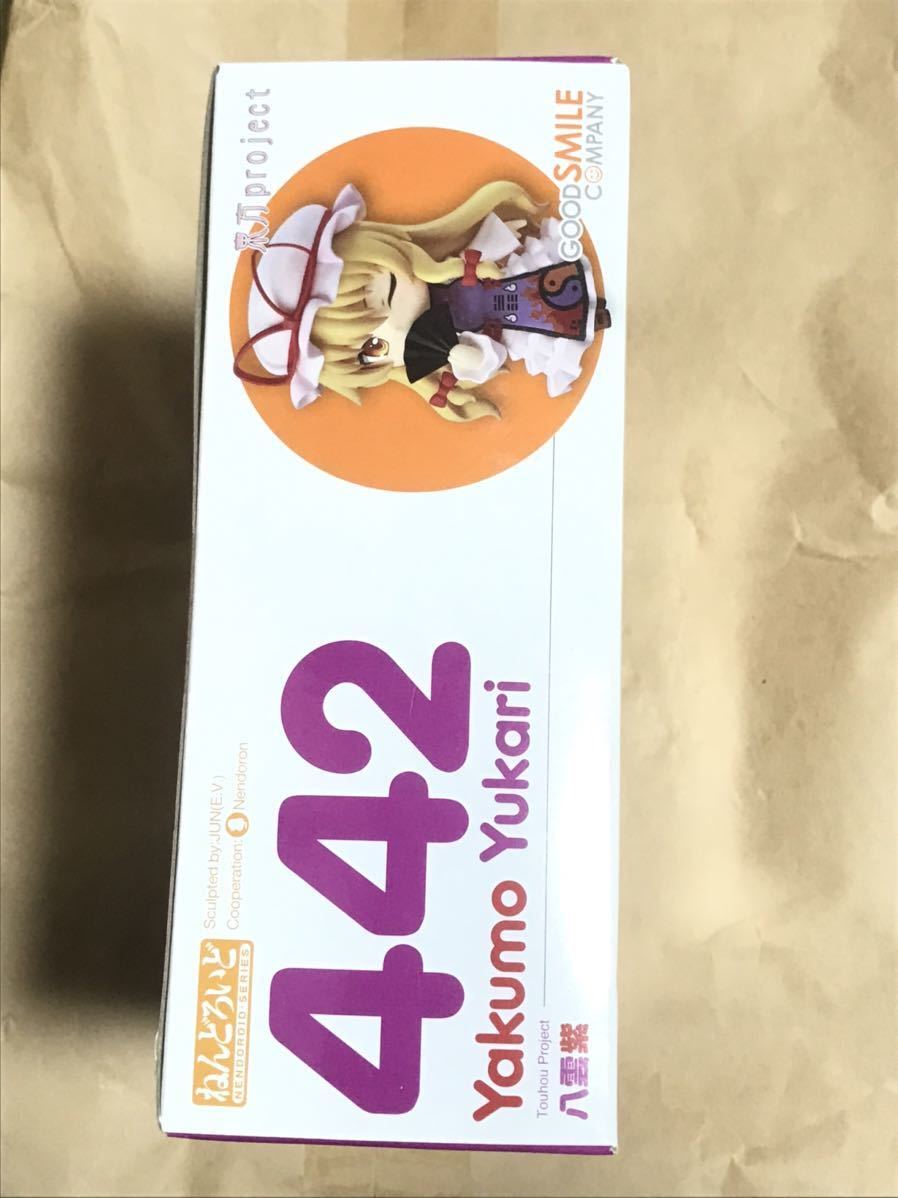 ねんどろいど
NENDOROID·SERIES
Sculpted by:JUN(E.V.)
Cooperation: Nendoron
東方project
442
Yakumo Yukari
Touhou Project
八雲紫
GOOD SMILE
COMPANY